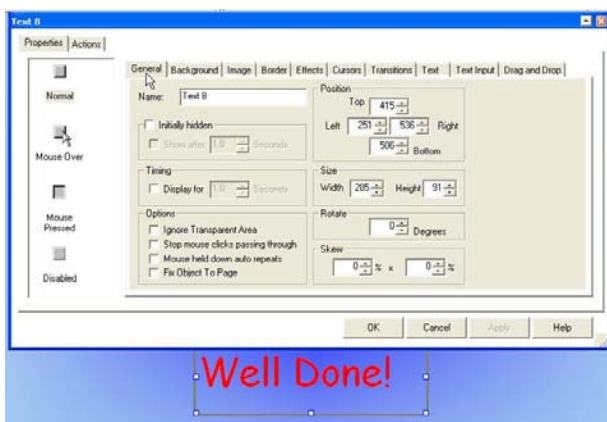 Text 8
Properties Actions
General Background Image Border Effects Cursors Transitions Text Text Input Drag and Drop
Normal
Mouse Over
Mouse Pressed
Disabled
Name: Text 8
Initially hidden
Show after 1.0 Seconds
Timing
Display for 1.0 Seconds
Options
Ignore Transparent Area
Stop mouse clicks passing through
Mouse held down auto repeats
Fix Object To Page
Position
Top 415
Left 251 536 Right
506 Bottom
Size
Width 285 Height 91
Rotate
0 Degrees
Skew
0 % x 0 %
OK Cancel Apply Help
Well Done!